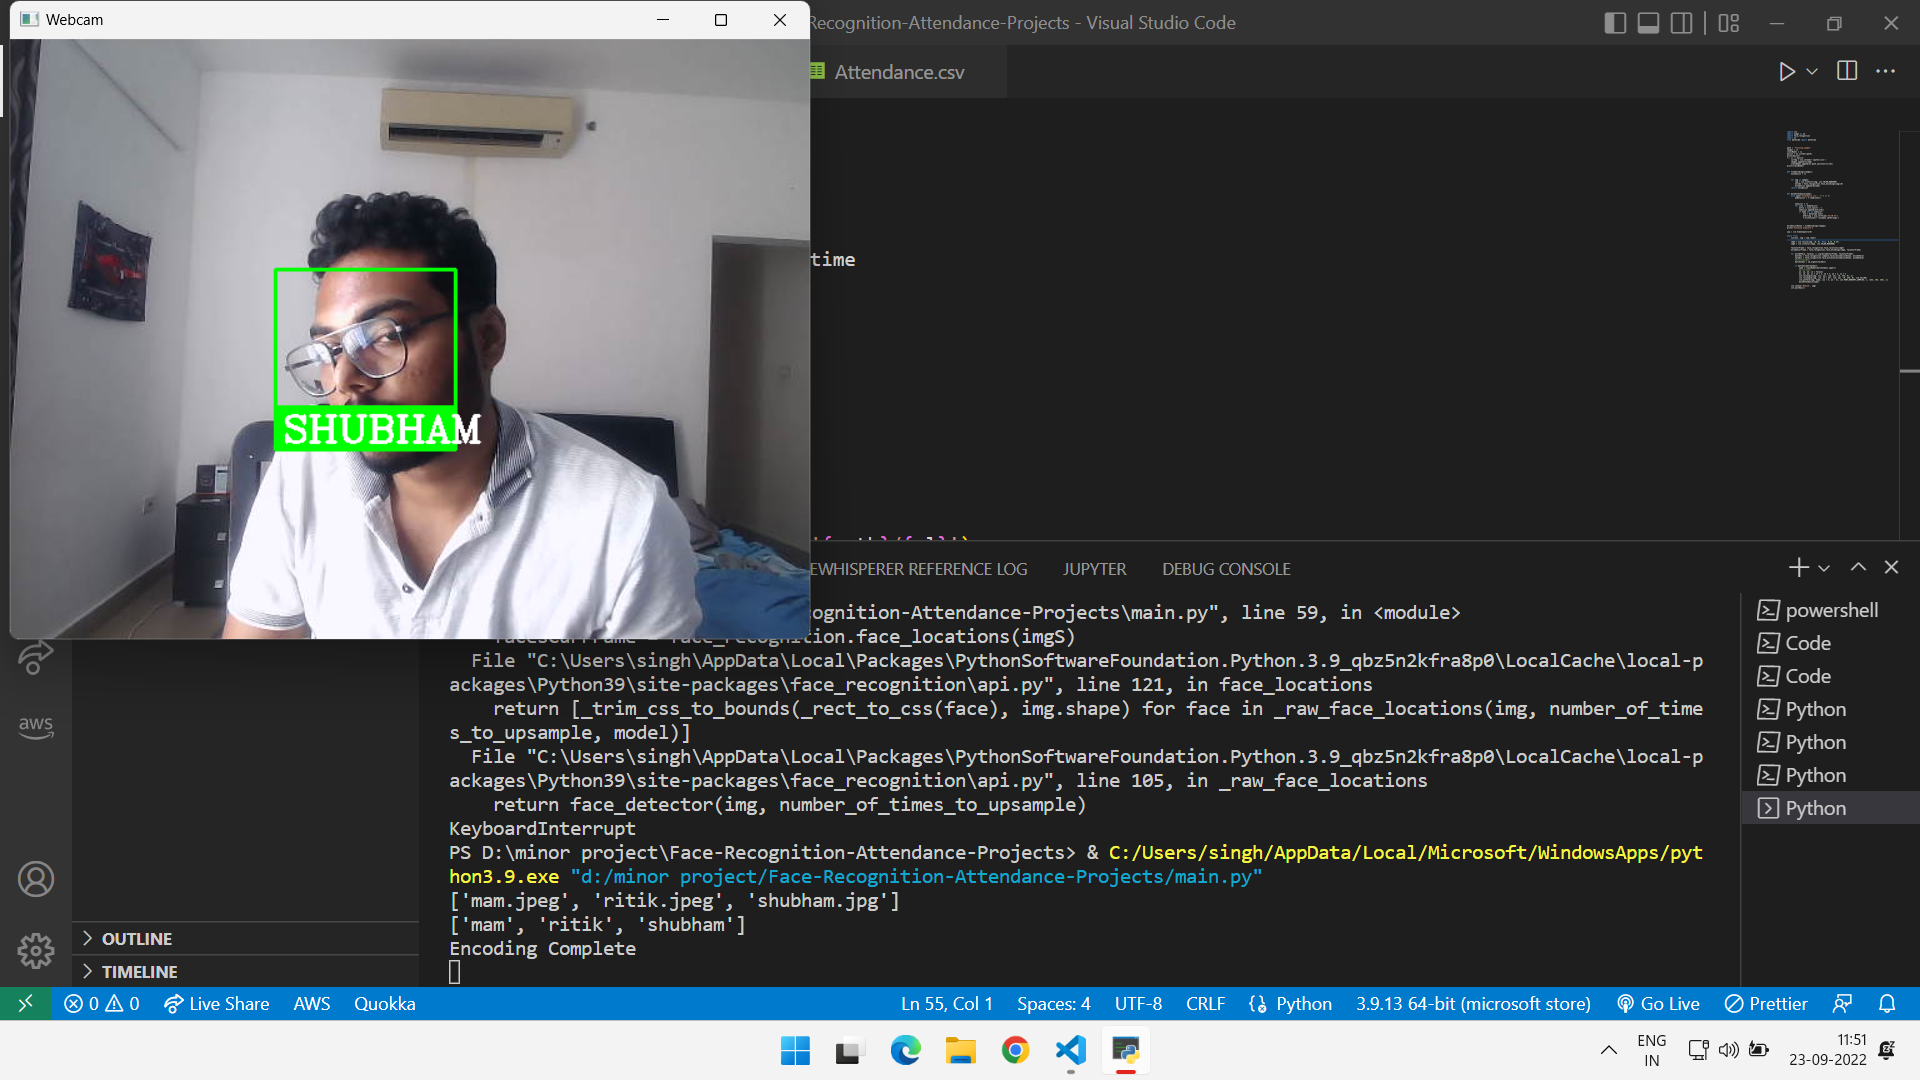 Webcam
Recognition-Attendance-Projects - Visual Studio Code
Attendance.csv
time
SHUBHAM
EWHISPERER REFERENCE LOG
JUPYTER
DEBUG CONSOLE
cognition-Attendance-Projects\main.py", line 59, in <module>
nition.face_locations(imgS)
File "C:\Users\singh\AppData\Local\Packages\PythonSoftwareFoundation.Python.3.9_qbz5n2kfra8p0\LocalCache\local-p
ackages\Python39\site-packages\face_recognition\api.py", line 121, in face_locations
return [_trim_css_to_bounds(_rect_to_css(face), img.shape) for face in _raw_face_locations(img, number_of_time
s_to_upsample, model)]
File "C:\Users\singh\AppData\Local\Packages\PythonSoftwareFoundation.Python.3.9_qbz5n2kfra8p0\LocalCache\local-p
ackages\Python39\site-packages\face_recognition\api.py", line 105, in _raw_face_locations
return face_detector(img, number_of_times_to_upsample)
KeyboardInterrupt
PS D:\minor project\Face-Recognition-Attendance-Projects> & C:/Users/singh/AppData/Local/Microsoft/WindowsApps/pyt
hon3.9.exe "d:/minor project/Face-Recognition-Attendance-Projects/main.py"
['mam.jpeg', 'ritik.jpeg', 'shubham.jpg']
['mam', 'ritik', 'shubham']
Encoding Complete
powershell
Code
Code
Python
Python
Python
Python
aws
OUTLINE
TIMELINE
0 0 Live Share AWS Quokka Ln 55, Col 1 Spaces: 4 UTF-8 CRLF Python 3.9.13 64-bit (microsoft store) Go Live Prettier
ENG
IN
11:51
23-09-2022